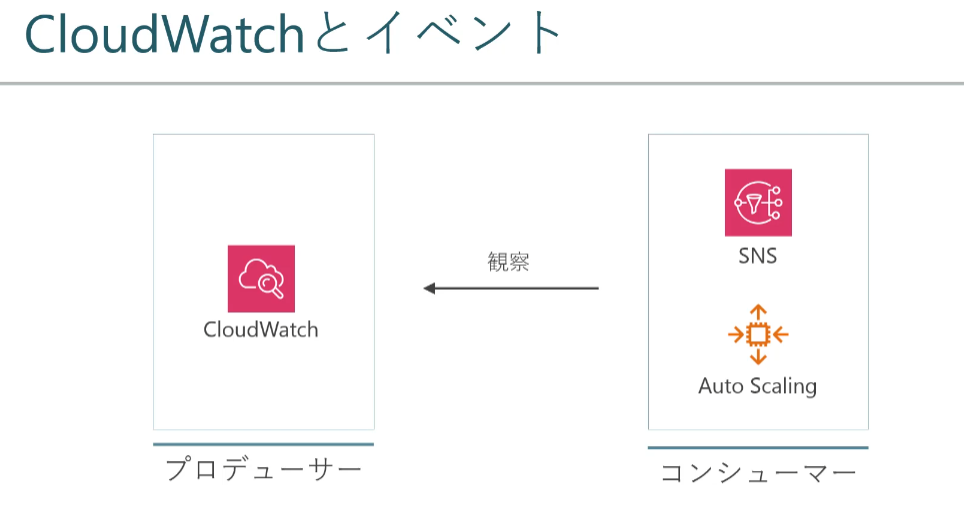 CloudWatchとイベント
観察
SNS
CloudWatch
Auto Scaling
プロデューサー
コンシューマー